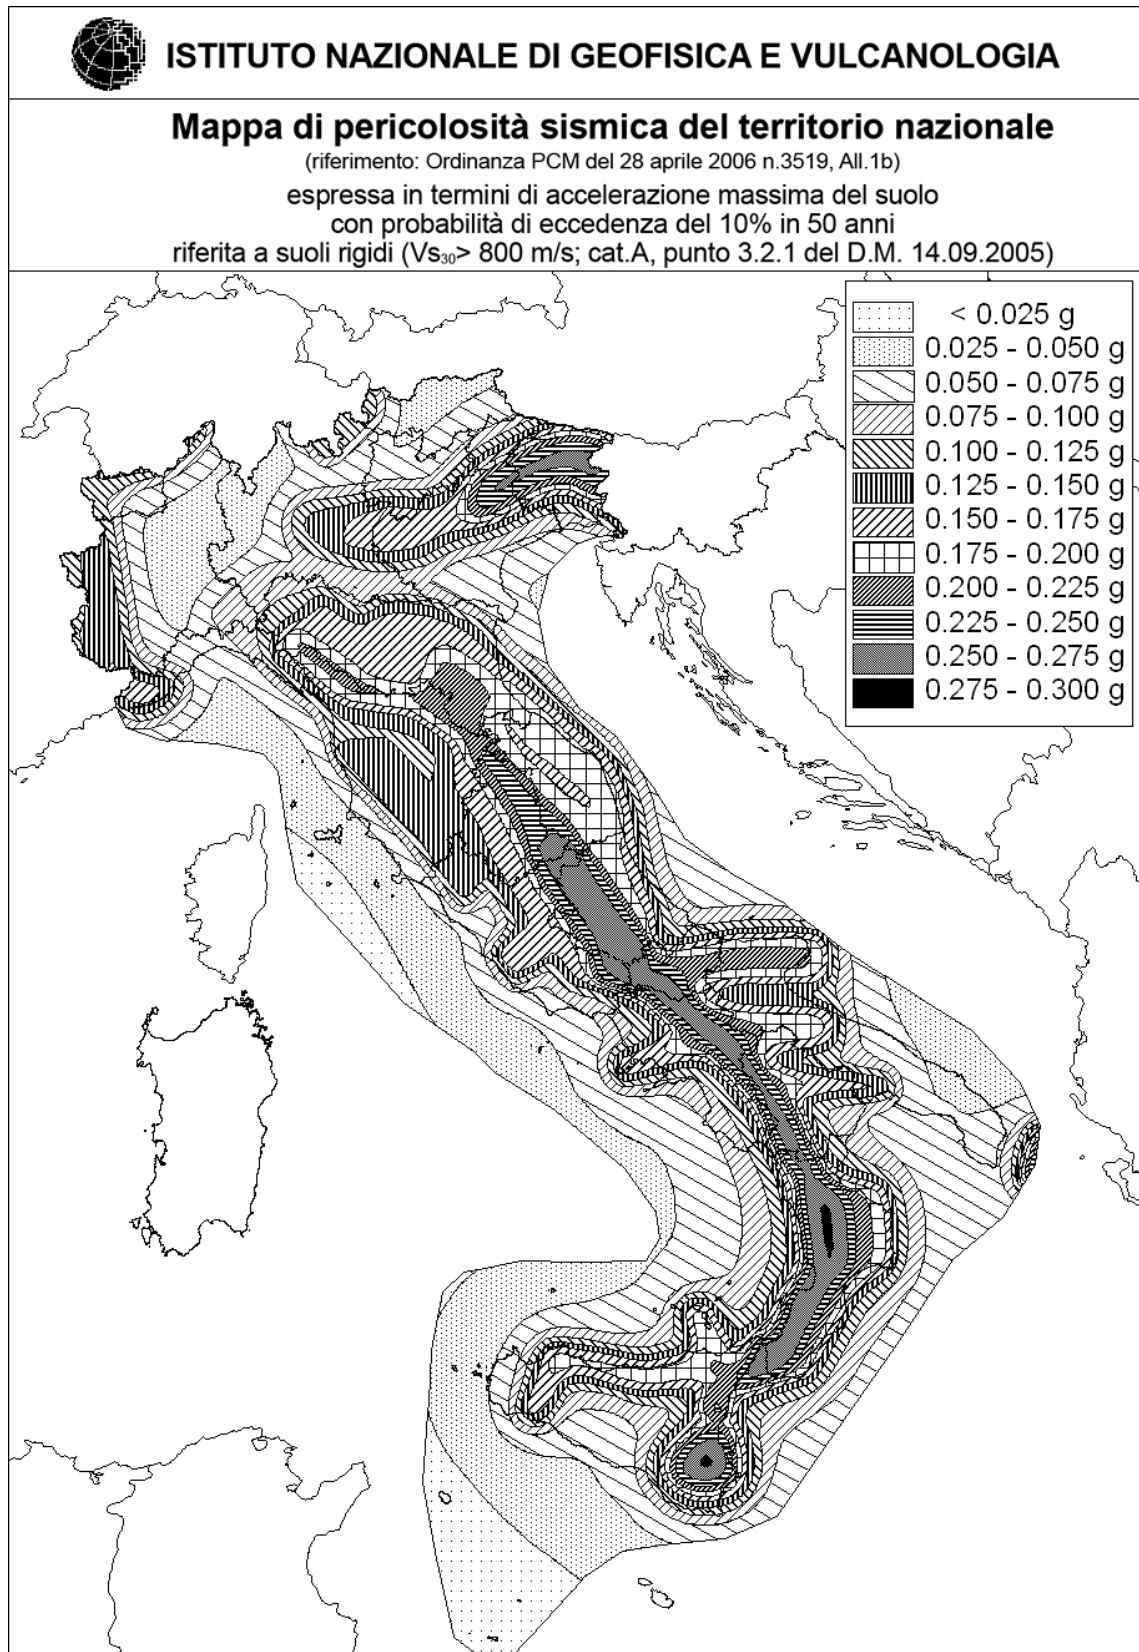 ISTITUTO NAZIONALE DI GEOFISICA E VULCANOLOGIA
Mappa di pericolosità sismica del territorio nazionale
(riferimento: Ordinanza PCM del 28 aprile 2006 n.3519, All.1b)
espressa in termini di accelerazione massima del suolo
con probabilità di eccedenza del 10% in 50 anni
riferita a suoli rigidi (Vs30> 800 m/s; cat.A, punto 3.2.1 del D.M. 14.09.2005)
< 0.025 g
0.025 - 0.050 g
0.050 - 0.075 g
0.075 - 0.100 g
0.100 - 0.125 g
0.125 - 0.150 g
0.150 - 0.175 g
0.175 - 0.200 g
0.200 - 0.225 g
0.225 - 0.250 g
0.250 - 0.275 g
0.275 - 0.300 g